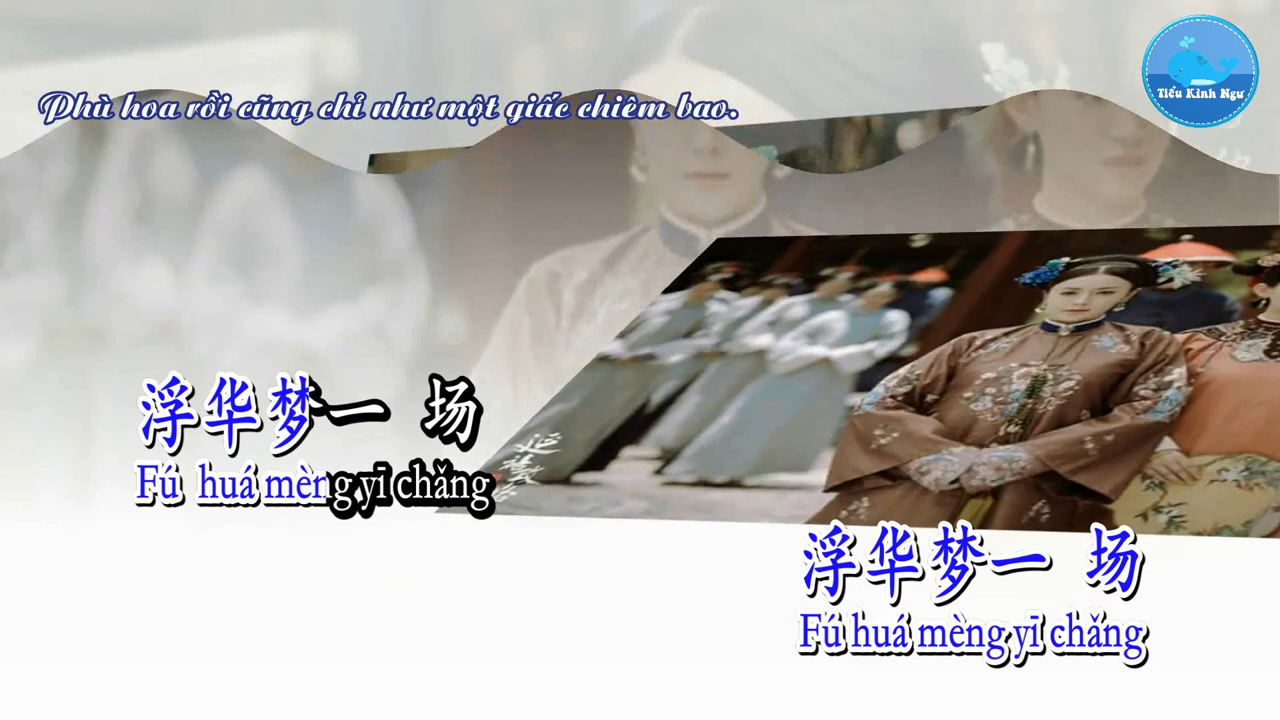 Phù hoa rồi cũng chỉ như một giấc chiêm bao.
Tiểu Kình Ngư
浮华梦一 场
Fú huá mèng yī chǎng
浮华梦一 场
Fú huá mèng yī chǎng